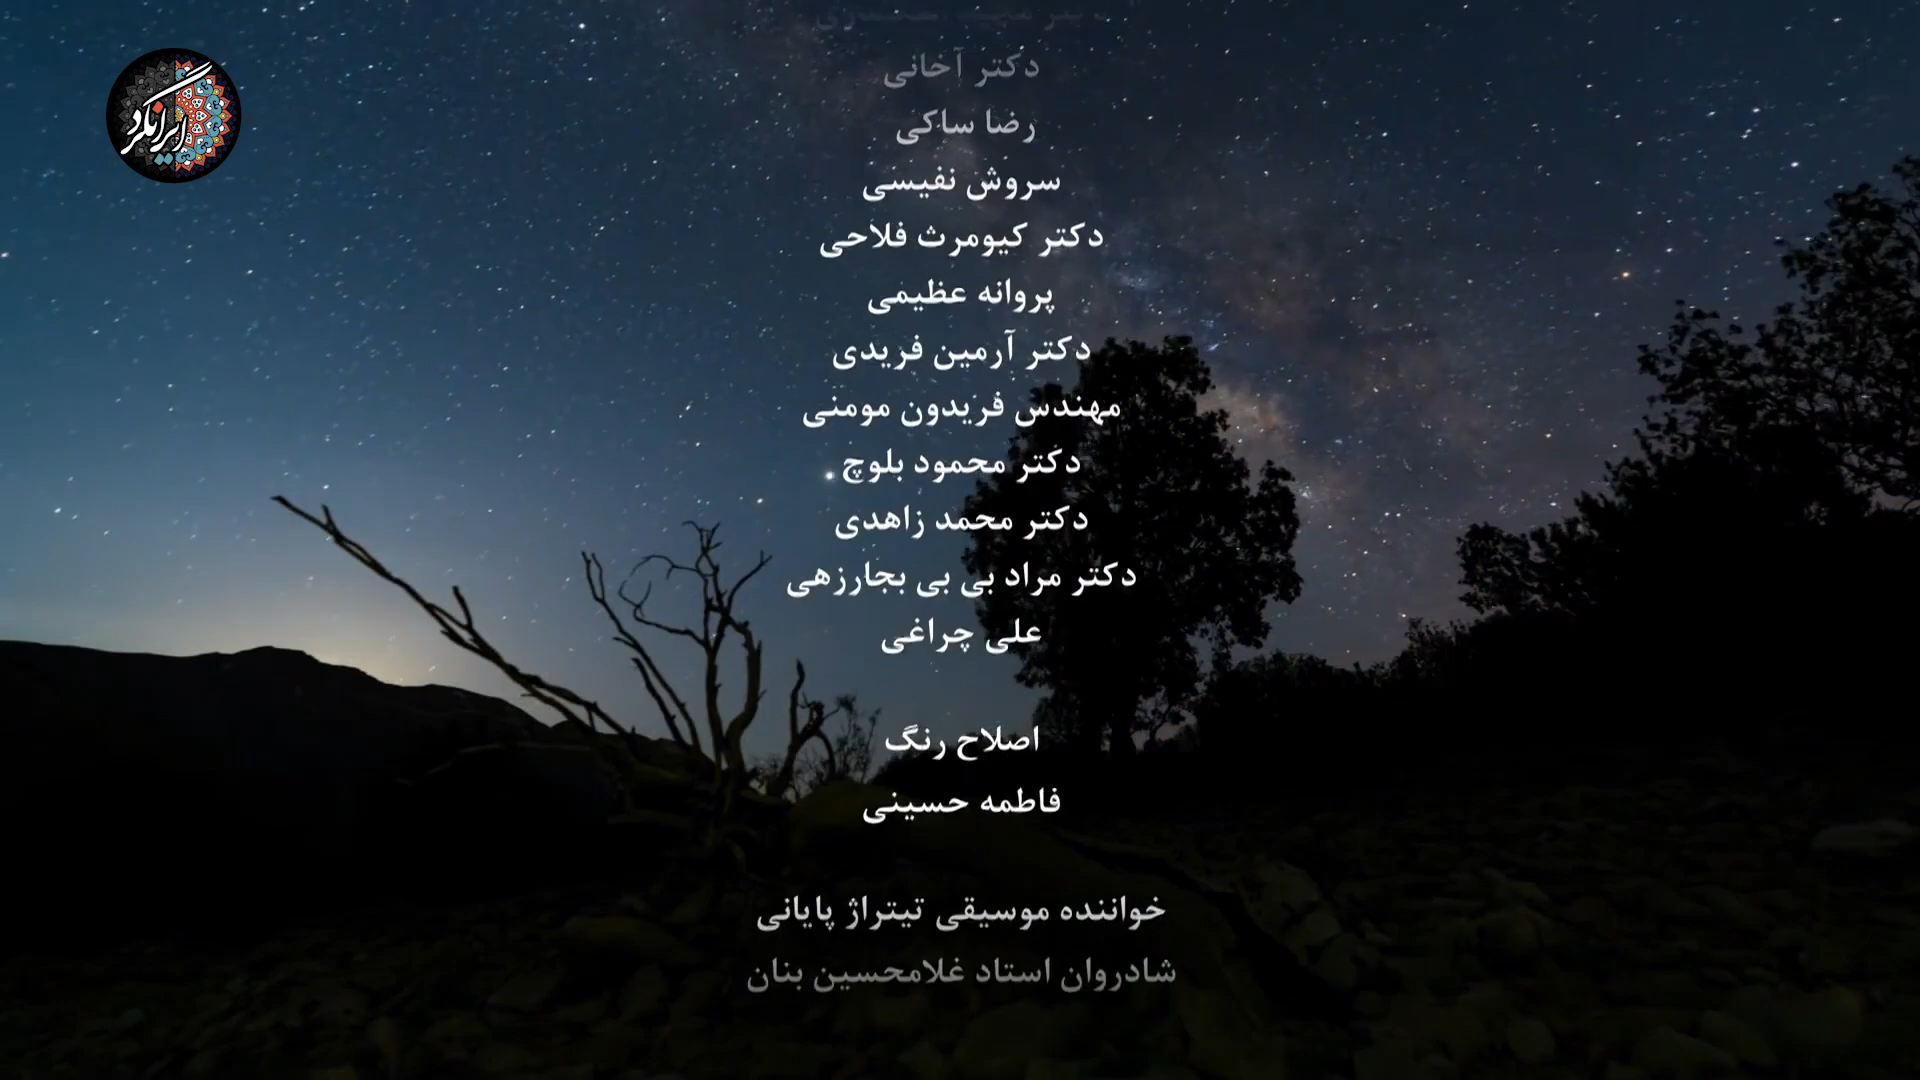 ایرانگرد
دکتر آخانی
رضا ساکی
سروش نفیسی
دکتر کیومرث فلاحی
پروانه عظیمی
دکتر آرمین فریدی
مهندس فریدون مومنی
دکتر محمود بلوچ
دکتر محمد زاهدی
دکتر مراد بی بی بجارزهی
علی چراغی
اصلاح رنگ
فاطمه حسینی
خواننده موسیقی تیتراژ پایانی
شادروان استاد غلامحسین بنان